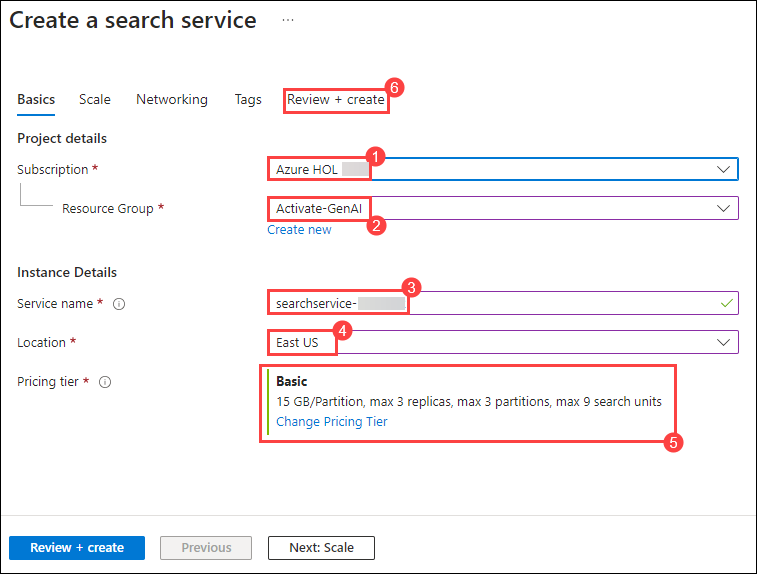 Create a search service ...
6
Basics Scale Networking Tags Review + create
Project details
1
Subscription * Azure HOL
Resource Group * Activate-GenAI
2
Create new
Instance Details
3
Service name * searchservice-
4
Location * East US
Pricing tier * Basic
15 GB/Partition, max 3 replicas, max 3 partitions, max 9 search units
Change Pricing Tier
5
Review + create Previous Next: Scale